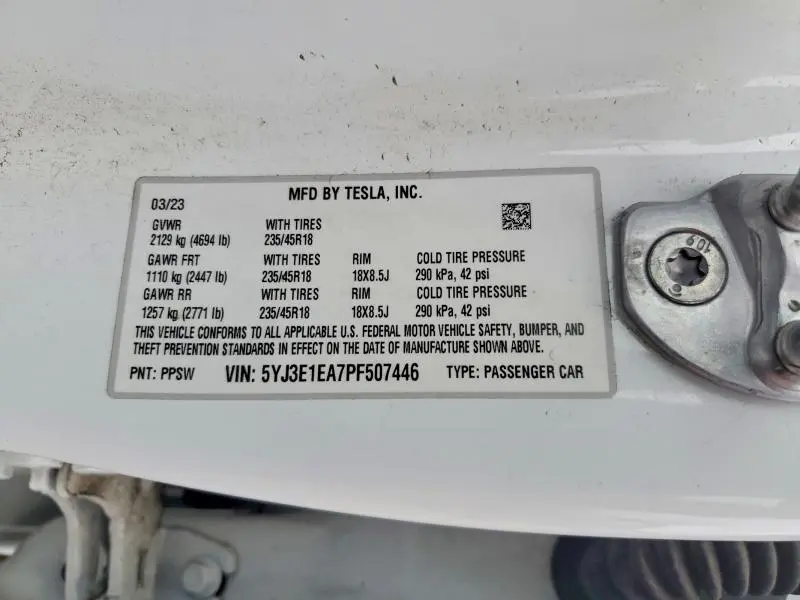 MFD BY TESLA, INC.
03/23
GVWR WITH TIRES
2129 kg (4694 lb) 235/45R18
GAWR FRT WITH TIRES RIM COLD TIRE PRESSURE
1110 kg (2447 lb) 235/45R18 18X8.5J 290 kPa, 42 psi
GAWR RR WITH TIRES RIM COLD TIRE PRESSURE
1257 kg (2771 lb) 235/45R18 18X8.5J 290 kPa, 42 psi
THIS VEHICLE CONFORMS TO ALL APPLICABLE U.S. FEDERAL MOTOR VEHICLE SAFETY, BUMPER, AND
THEFT PREVENTION STANDARDS IN EFFECT ON THE DATE OF MANUFACTURE SHOWN ABOVE.
PNT: PPSW VIN: 5YJ3E1EA7PF507446 TYPE: PASSENGER CAR
109